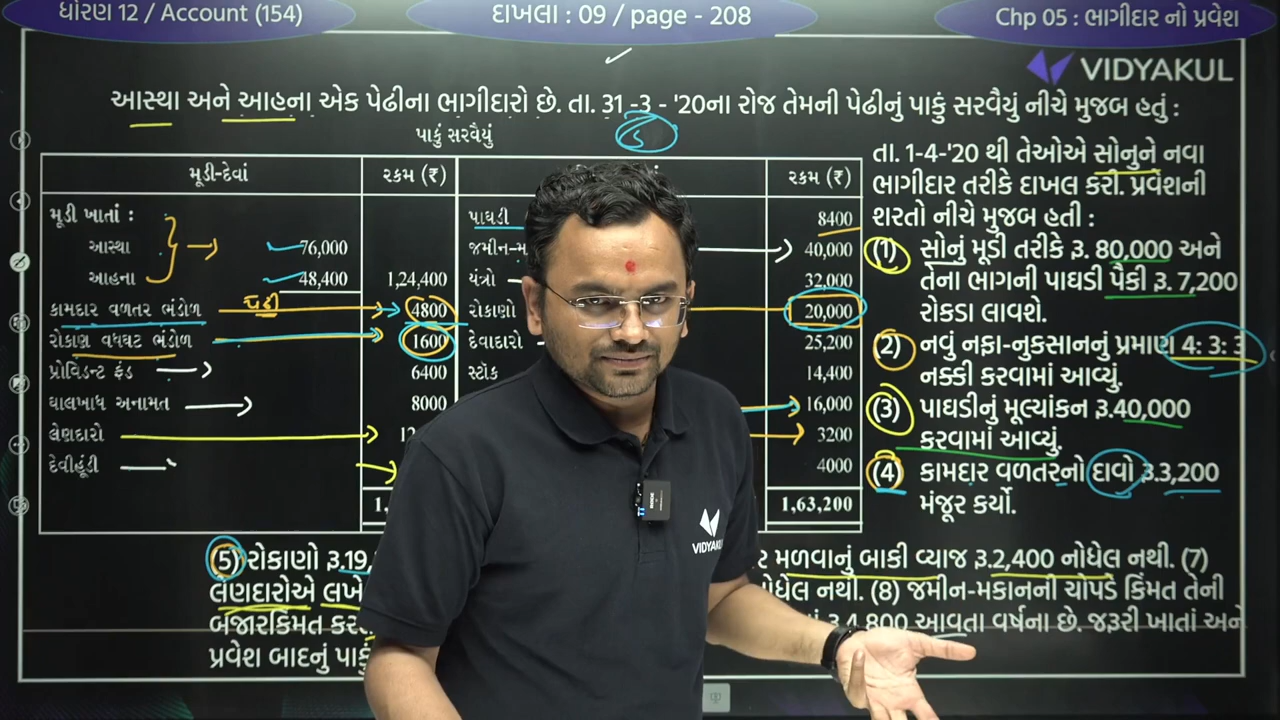 ધોરણ 12 / Account (154)
દાખલા : 09 / page - 208
Chp 05 : ભાગીદાર નો પ્રવેશ
VIDYAKUL
આસ્થા અને આહના એક પેઢીના ભાગીદારો છે. તા. 31 -3 - '20ના રોજ તેમની પેઢીનું પાકું સરવૈયું નીચે મુજબ હતું :
પાકું સરવૈયું
મૂડી-દેવાં રકમ (₹) રકમ (₹)
મૂડી ખાતાં : પાઘડી 8400
આસ્થા 76,000 40,000
આહના 48,400 1,24,400 યંત્રો 32,000
કામદાર વળતર ભંડોળ 4800 રોકાણો 20,000
રોકાણ વધઘટ ભંડોળ 1600 દેવાદારો 25,200
પ્રોવિડન્ટ ફંડ 6400 સ્ટૉક 14,400
ઘાલખાધ અનામત 8000 16,000
લેણદારો 3200
દેવીહૂંડી 4000
1,63,200
તા. 1-4-'20 થી તેઓએ સોનુને નવા
ભાગીદાર તરીકે દાખલ કરી. પ્રવેશની
શરતો નીચે મુજબ હતી :
(1) સોનું મૂડી તરીકે રૂ. 80,000 અને
તેના ભાગની પાઘડી પૈકી રૂ. 7,200
રોકડા લાવશે.
(2) નવું નફા-નુકસાનનું પ્રમાણ 4: 3: 3
નક્કી કરવામાં આવ્યું.
(3) પાઘડીનું મૂલ્યાંકન રૂ.40,000
કરવામાં આવ્યું.
(4) કામદાર વળતરનો દાવો રૂ.3,200
મંજૂર કર્યો.
(5) રોકાણો રૂ.19, મળવાનું બાકી વ્યાજ રૂ.2,400 નોધેલ નથી. (7)
લેણદારોએ નોધેલ નથી. (8) જમીન-મકાનની ચોપડે કિંમત તેની
બજારકિંમત રૂ.4,800 આવતા વર્ષના છે. જરૂરી ખાતાં અને
પ્રવેશ બાદનું પાકું
VIDYAKUL